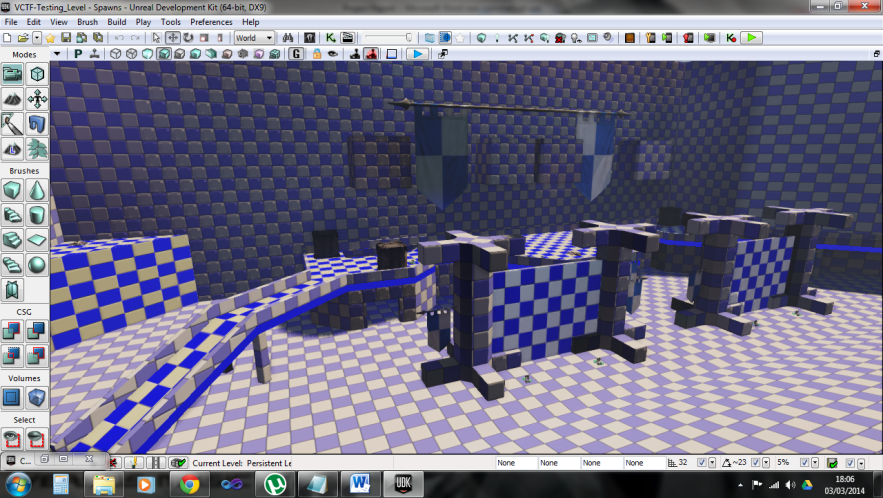 VCTF-Testing_Level - Spawns - Unreal Development Kit (64-bit, DX9)
File Edit View Brush Build Play Tools Preferences Help
World
P G
Modes
Brushes
CSG
Volumes
Select
C...
Current Level: Persistent Le
None None None None 32 ~23 5%
UDK
18:06
03/03/2014